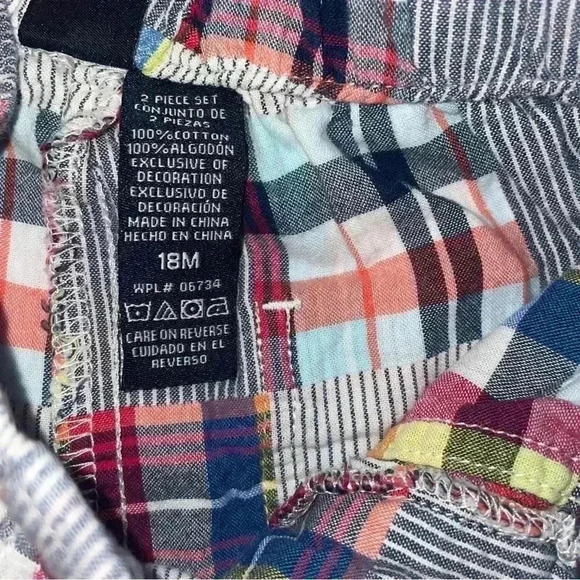 2 PIECE SET
CONJUNTO DE
2 PIEZAS
100%COTTON
100%ALGODÓN
EXCLUSIVE OF
DECORATION
EXCLUSIVO DE
DECORACIÓN
MADE IN CHINA
HECHO EN CHINA
18M
WPL# 06734
CARE ON REVERSE
CUIDADO EN EL
REVERSO